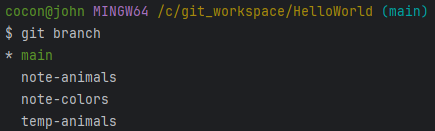 cocon@john MINGW64 /c/git_workspace/HelloWorld (main)
$ git branch
* main
note-animals
note-colors
temp-animals